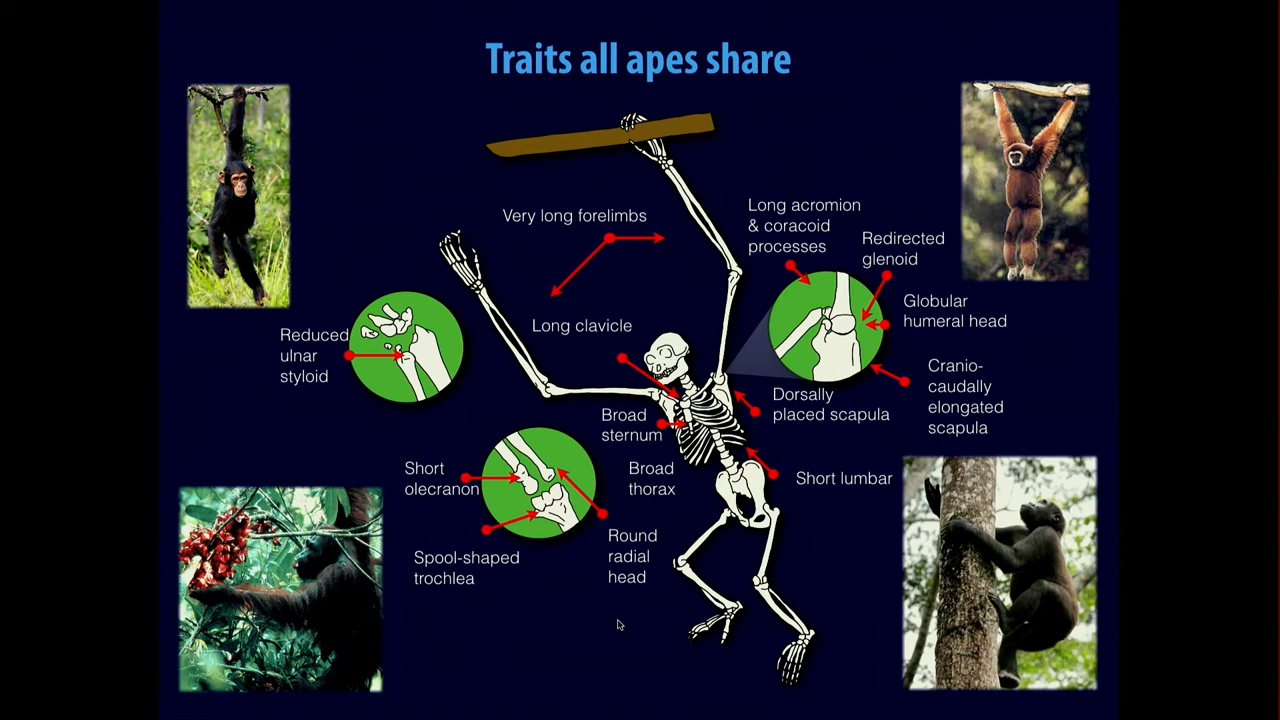 Traits all apes share
Very long forelimbs
Long acromion
& coracoid
processes
Redirected
glenoid
Globular
humeral head
Long clavicle
Reduced
ulnar
styloid
Cranio-
caudally
elongated
scapula
Dorsally
placed scapula
Broad
sternum
Short
olecranon
Broad
thorax
Short lumbar
Spool-shaped
trochlea
Round
radial
head